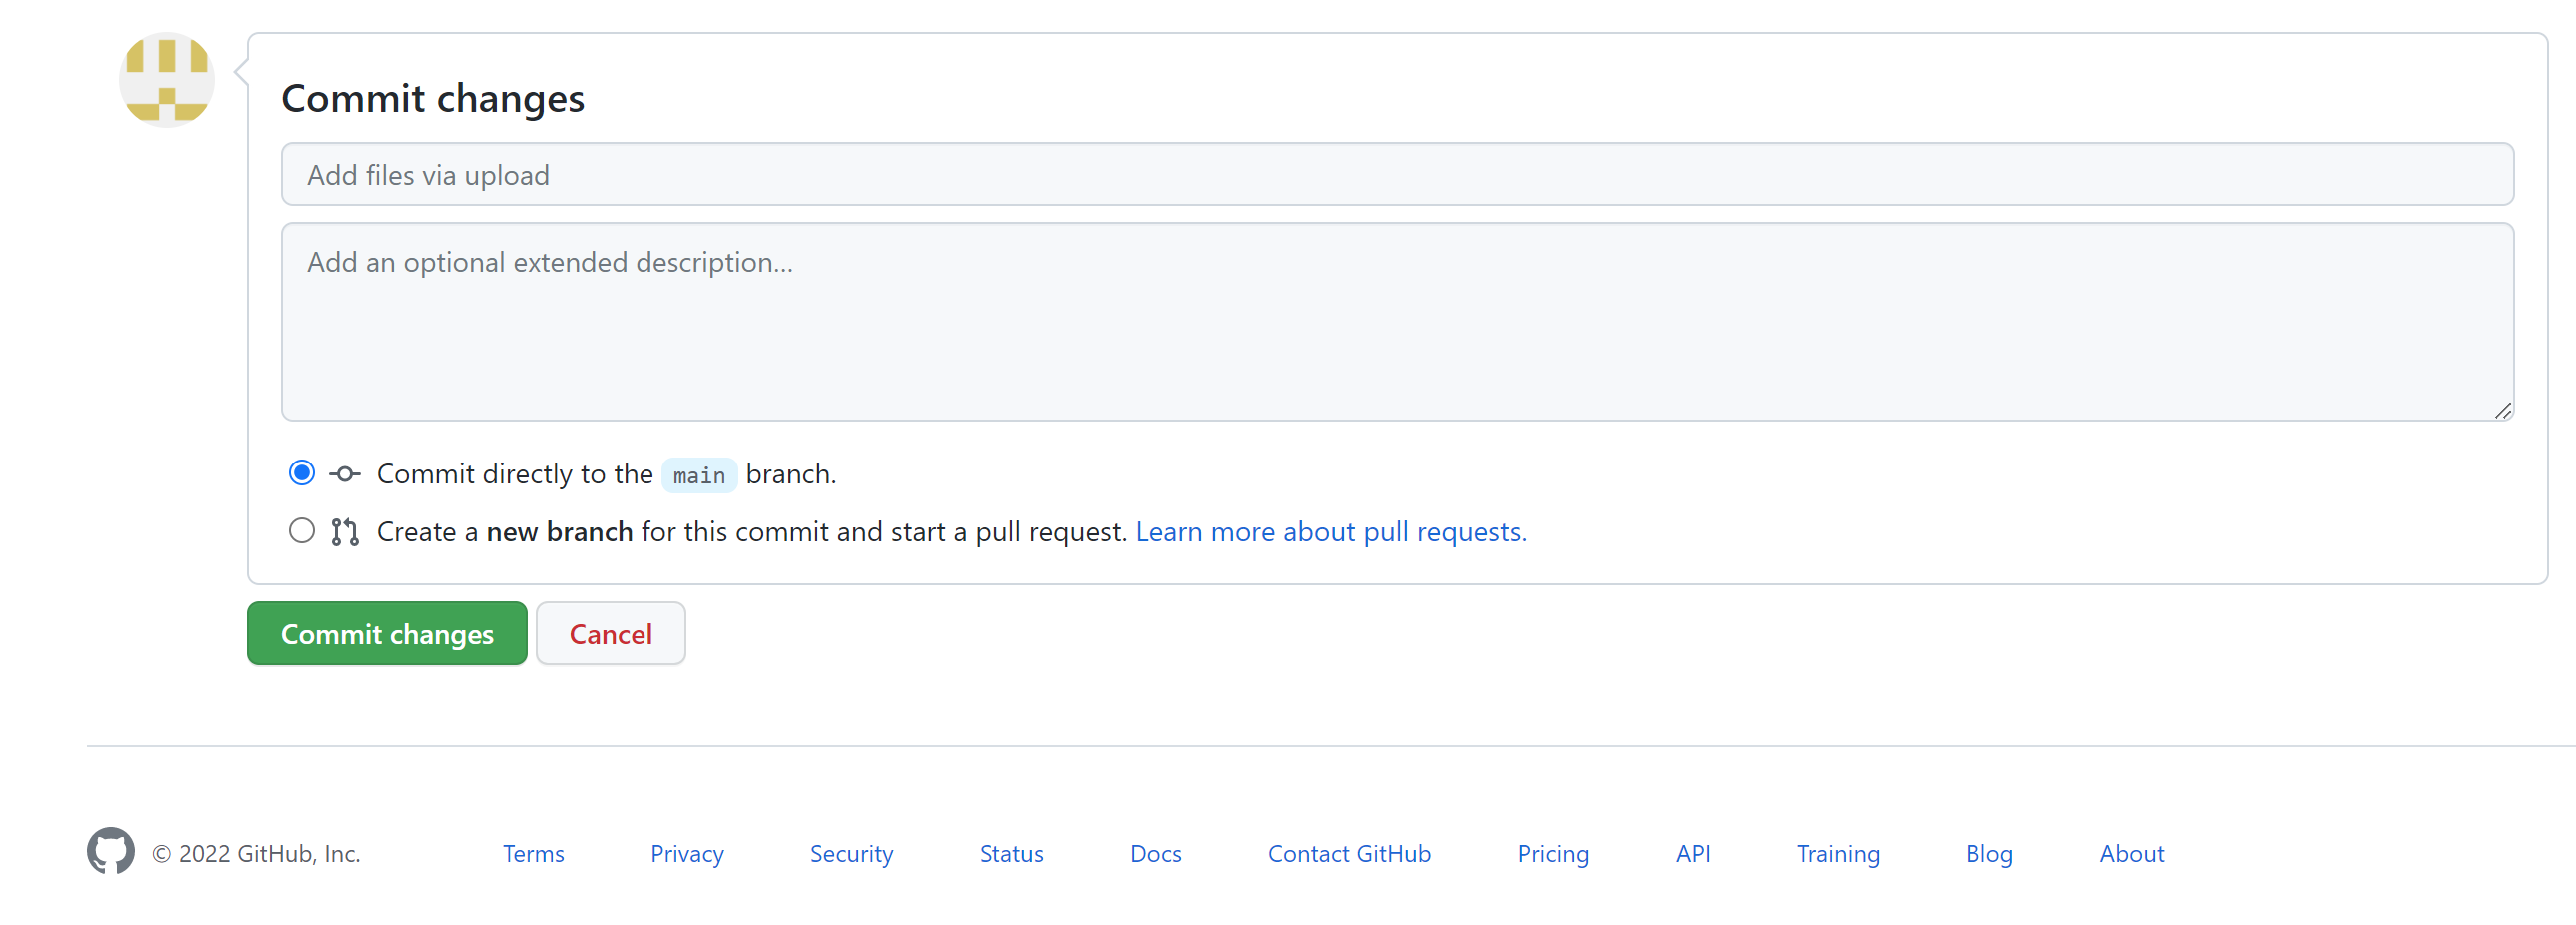 Commit changes
Add files via upload
Add an optional extended description...
Commit directly to the main branch.
Create a new branch for this commit and start a pull request. Learn more about pull requests.
Commit changes Cancel
© 2022 GitHub, Inc. Terms Privacy Security Status Docs Contact GitHub Pricing API Training Blog About